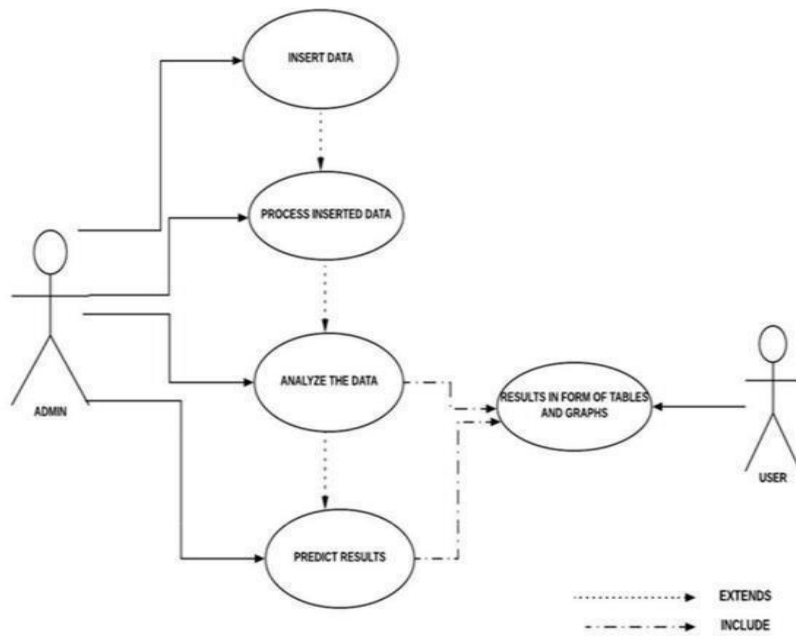 INSERT DATA
PROCESS INSERTED DATA
ANALYZE THE DATA
RESULTS IN FORM OF TABLES
AND GRAPHS
ADMIN
USER
PREDICT RESULTS
EXTENDS
INCLUDE